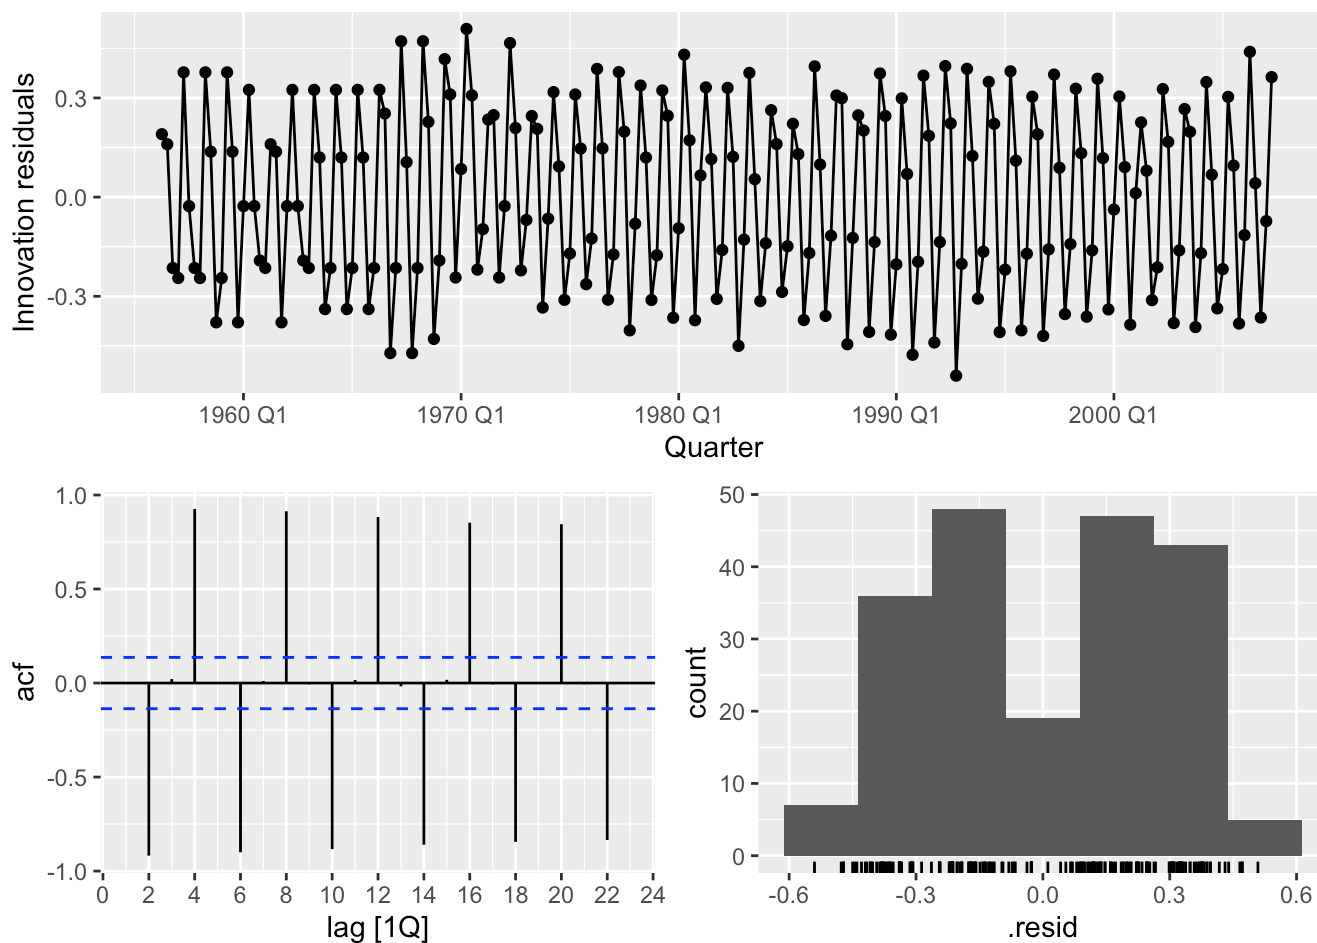 Innovation residuals
0.3
0.0
-0.3
1960 Q1 1970 Q1 1980 Q1 1990 Q1 2000 Q1
Quarter
acf
1.0
0.5
0.0
-0.5
-1.0
0 2 4 6 8 10 12 14 16 18 20 22 24
lag [1Q]
count
50
40
30
20
10
0
-0.6 -0.3 0.0 0.3 0.6
.resid